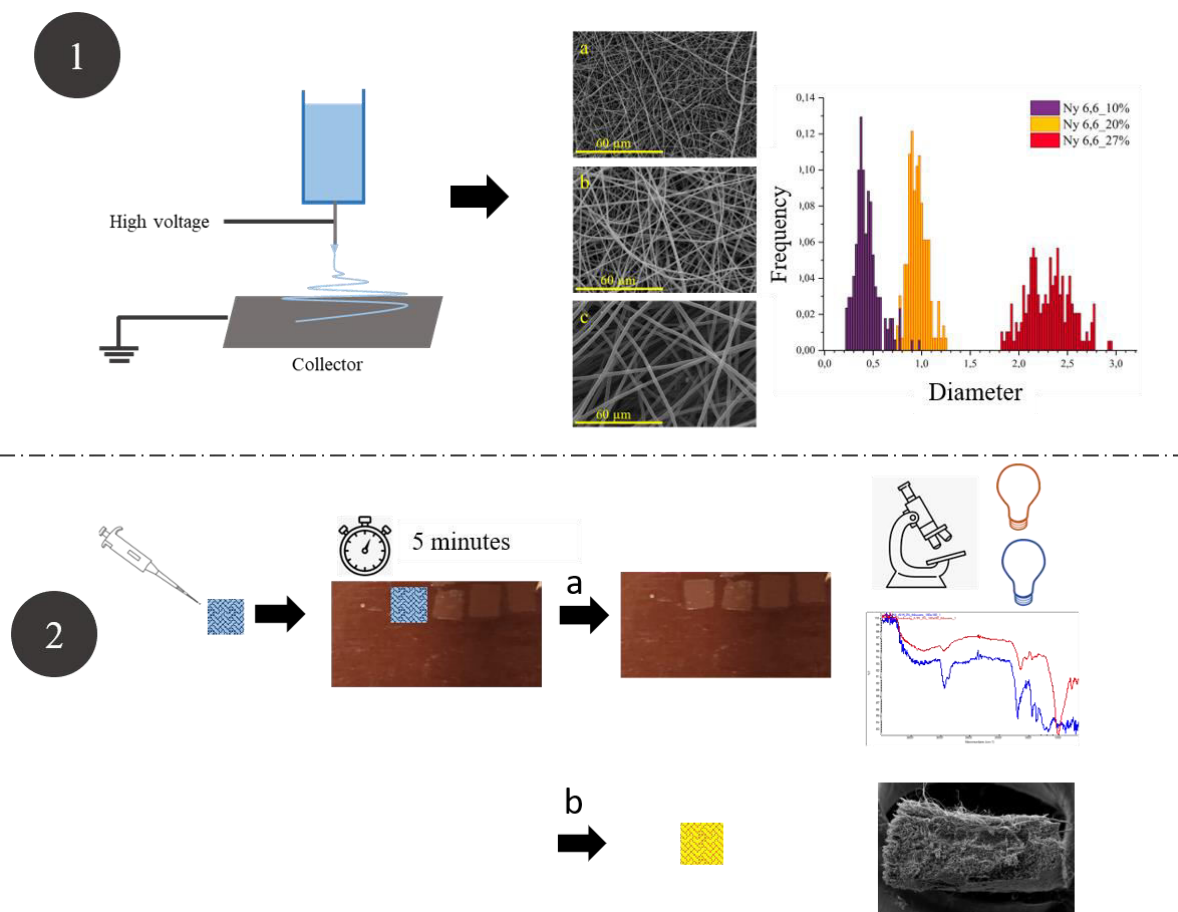 1
High voltage
Collector
a
60 µm
b
60 µm
c
60 µm
Frequency
0,14
0,12
0,10
0,08
0,06
0,04
0,02
0,00
0,0
0,5
1,0
1,5
2,0
2,5
3,0
Diameter
Ny 6,6_10%
Ny 6,6_20%
Ny 6,6_27%
2
5 minutes
a
b